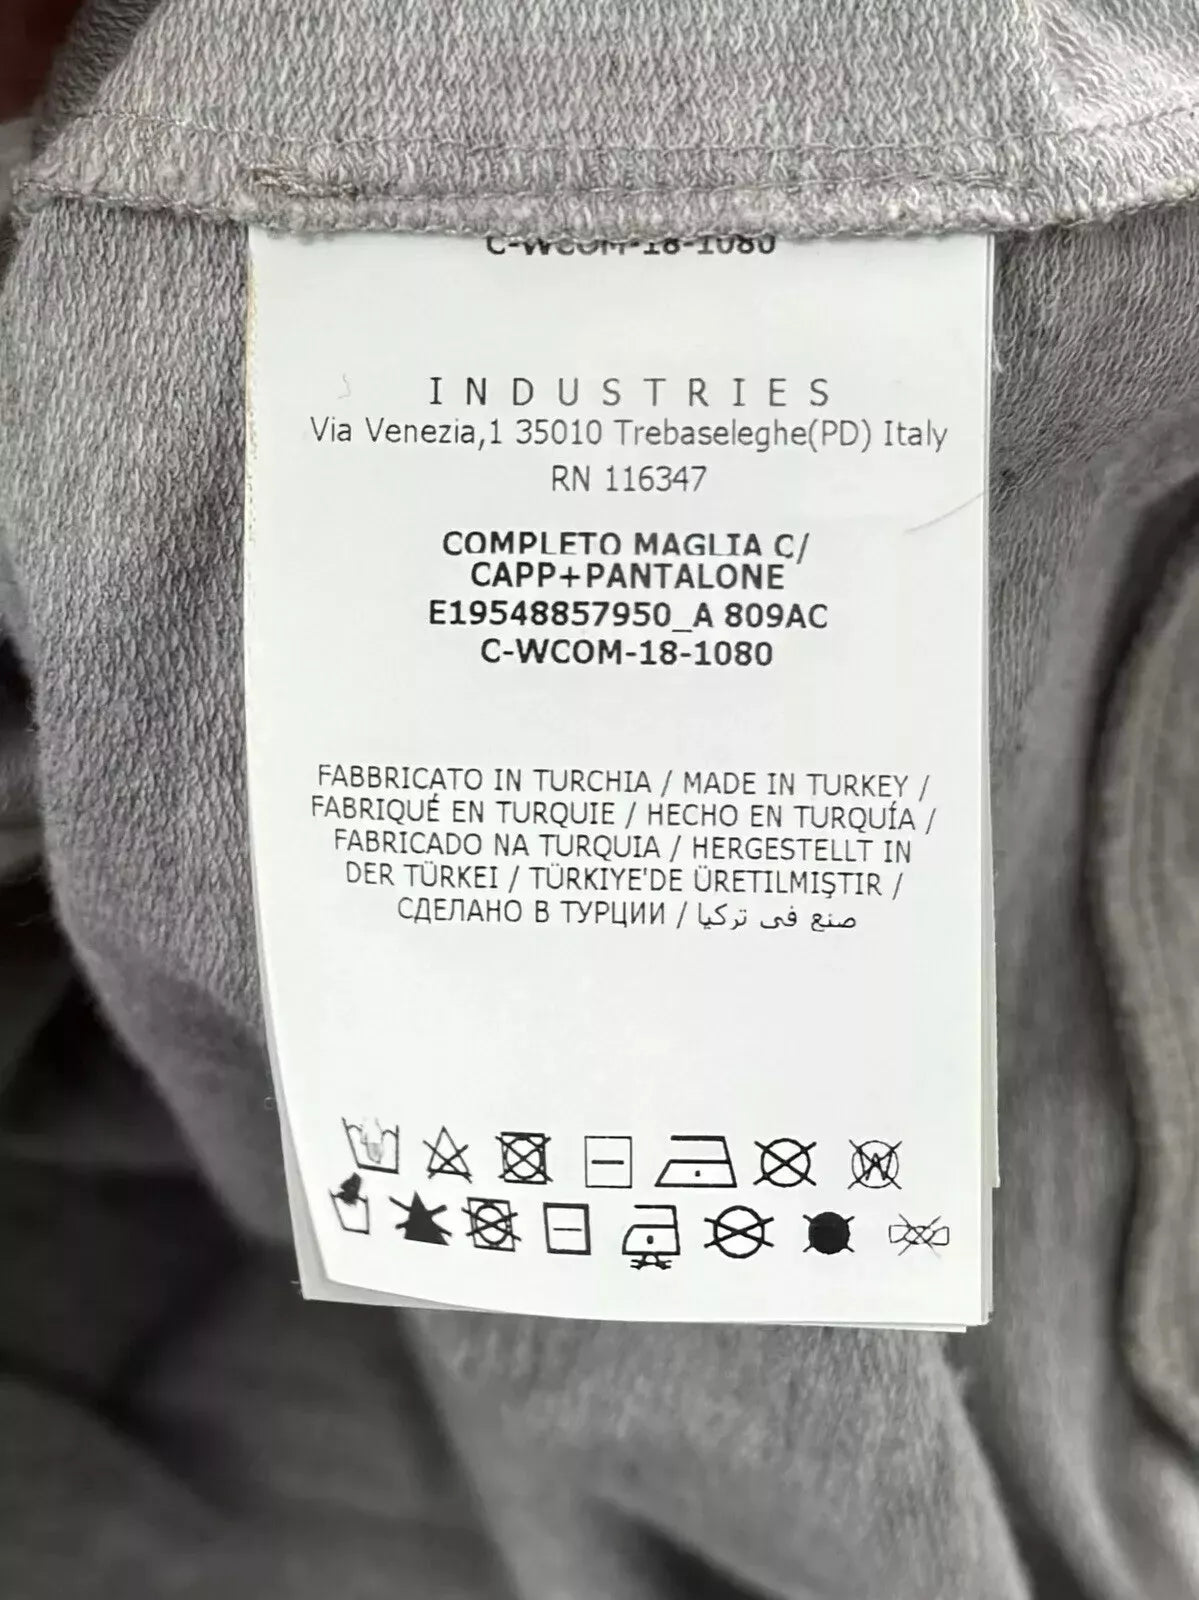 C-WCOM-18-1080
INDUSTRIES
Via Venezia,1 35010 Trebaseleghe(PD) Italy
RN 116347
COMPLETO MAGLIA C/
CAPP+PANTALONE
E19548857950_A 809AC
C-WCOM-18-1080
FABBRICATO IN TURCHIA / MADE IN TURKEY /
FABRIQUÉ EN TURQUIE / HECHO EN TURQUÍA /
FABRICADO NA TURQUIA / HERGESTELLT IN
DER TÜRKEI / TÜRKIYE'DE ÜRETILMIŞTIR /
СДЕЛАНО В ТУРЦИИ / صنع في تركيا
W